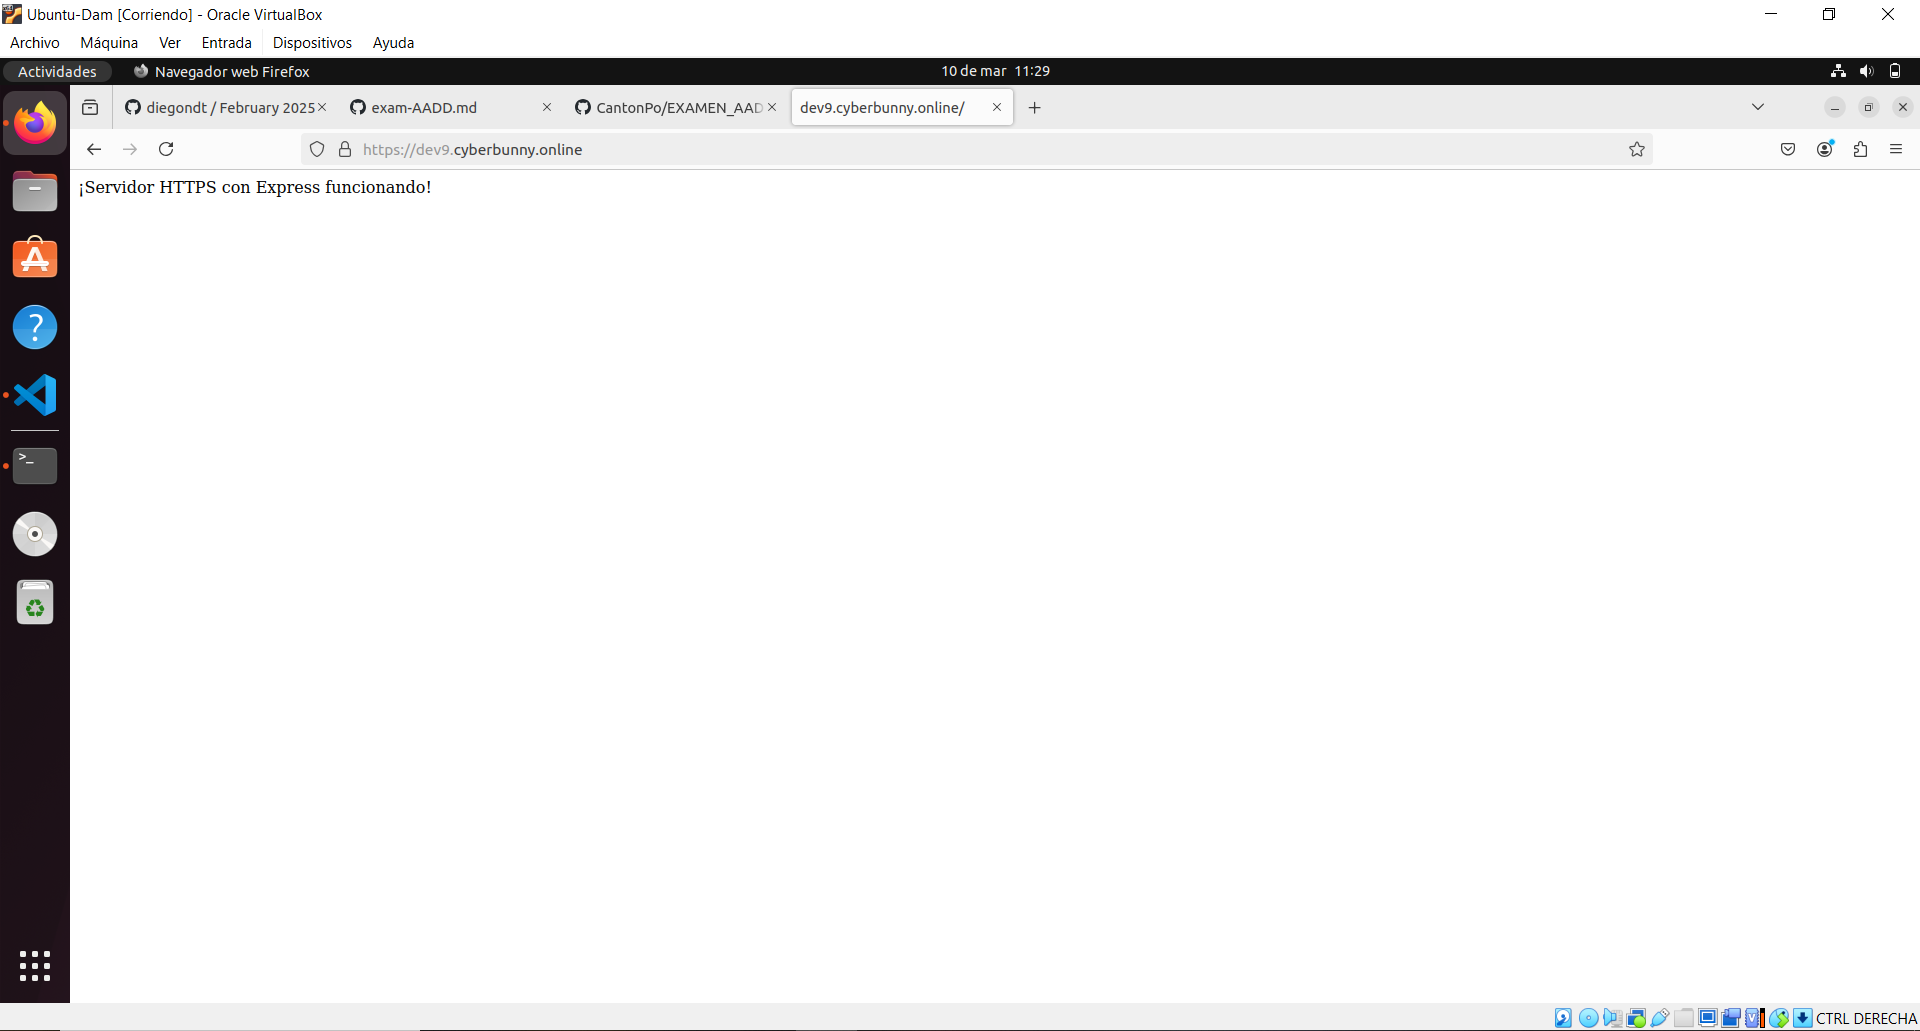 Ubuntu-Dam [Corriendo] - Oracle VirtualBox
Archivo Máquina Ver Entrada Dispositivos Ayuda
Actividades Navegador web Firefox 10 de mar 11:29
diegondt / February 2025 exam-AADD.md CantonPo/EXAMEN_AAD dev9.cyberbunny.online/
https://dev9.cyberbunny.online
¡Servidor HTTPS con Express funcionando!
CTRL DERECHA